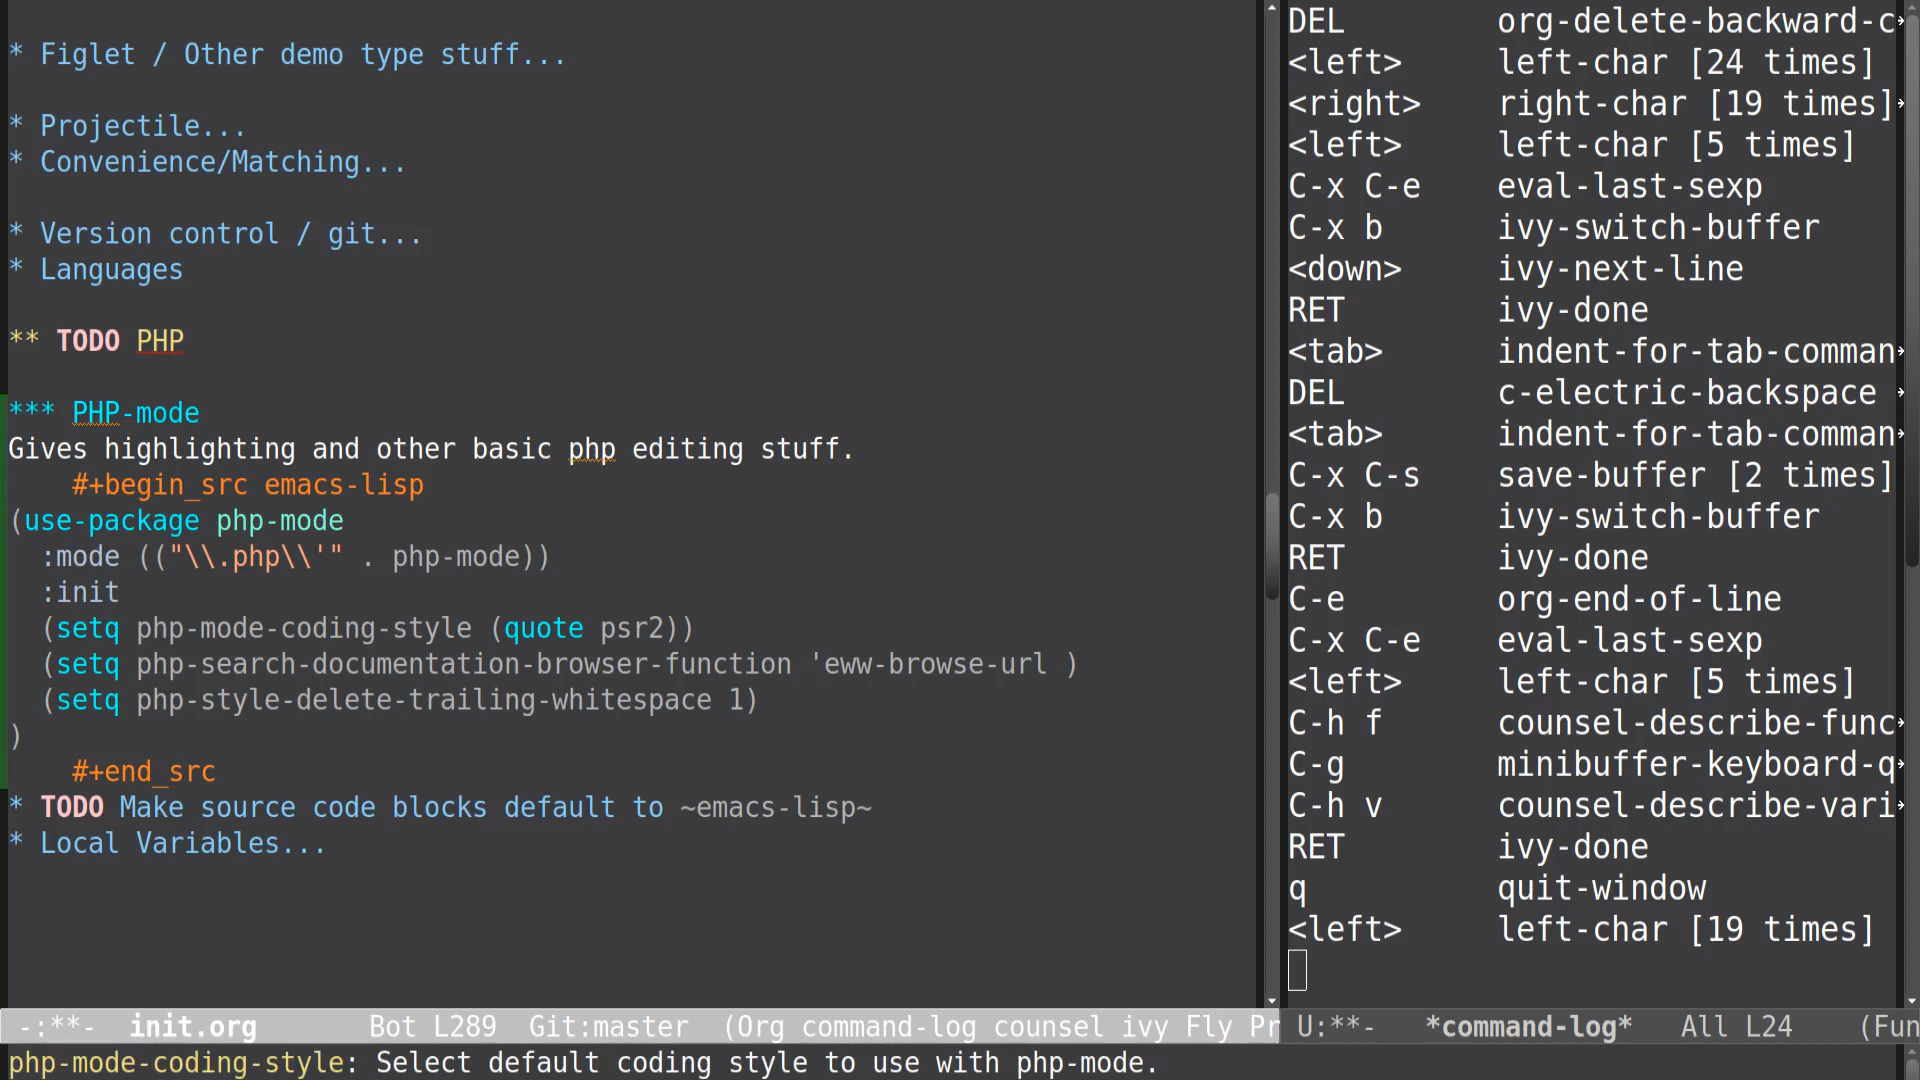 * Figlet / Other demo type stuff...
* Projectile...
* Convenience/Matching...
* Version control / git...
* Languages
** TODO PHP
*** PHP-mode
Gives highlighting and other basic php editing stuff.
#+begin_src emacs-lisp
(use-package php-mode
:mode (("\\.php\\'" . php-mode))
:init
(setq php-mode-coding-style (quote psr2))
(setq php-search-documentation-browser-function 'eww-browse-url )
(setq php-style-delete-trailing-whitespace 1)
)
#+end_src
* TODO Make source code blocks default to ~emacs-lisp~
* Local Variables...
-:**- init.org Bot L289 Git:master (Org command-log counsel ivy Fly Pr
php-mode-coding-style: Select default coding style to use with php-mode.
DEL org-delete-backward-c
<left> left-char [24 times]
<right> right-char [19 times]
<left> left-char [5 times]
C-x C-e eval-last-sexp
C-x b ivy-switch-buffer
<down> ivy-next-line
RET ivy-done
<tab> indent-for-tab-comman
DEL c-electric-backspace
<tab> indent-for-tab-comman
C-x C-s save-buffer [2 times]
C-x b ivy-switch-buffer
RET ivy-done
C-e org-end-of-line
C-x C-e eval-last-sexp
<left> left-char [5 times]
C-h f counsel-describe-func
C-g minibuffer-keyboard-q
C-h v counsel-describe-vari
RET ivy-done
q quit-window
<left> left-char [19 times]
U:**- *command-log* All L24 (Fun